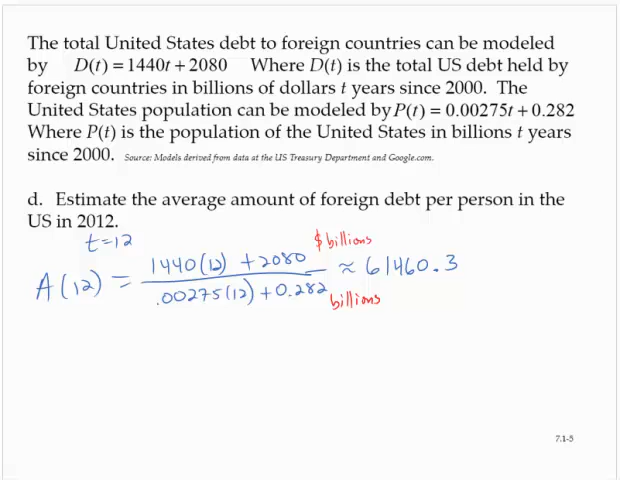 The total United States debt to foreign countries can be modeled
by D(t) = 1440t + 2080 Where D(t) is the total US debt held by
foreign countries in billions of dollars t years since 2000. The
United States population can be modeled by P(t) = 0.00275t + 0.282
Where P(t) is the population of the United States in billions t years
since 2000. Source: Models derived from data at the US Treasury Department and Google.com.
d. Estimate the average amount of foreign debt per person in the
US in 2012.
t=12
$ billions
1440(12) + 2080
A(12) = ≈ 61460.3
.00275(12) + 0.282
billions
7.1-5